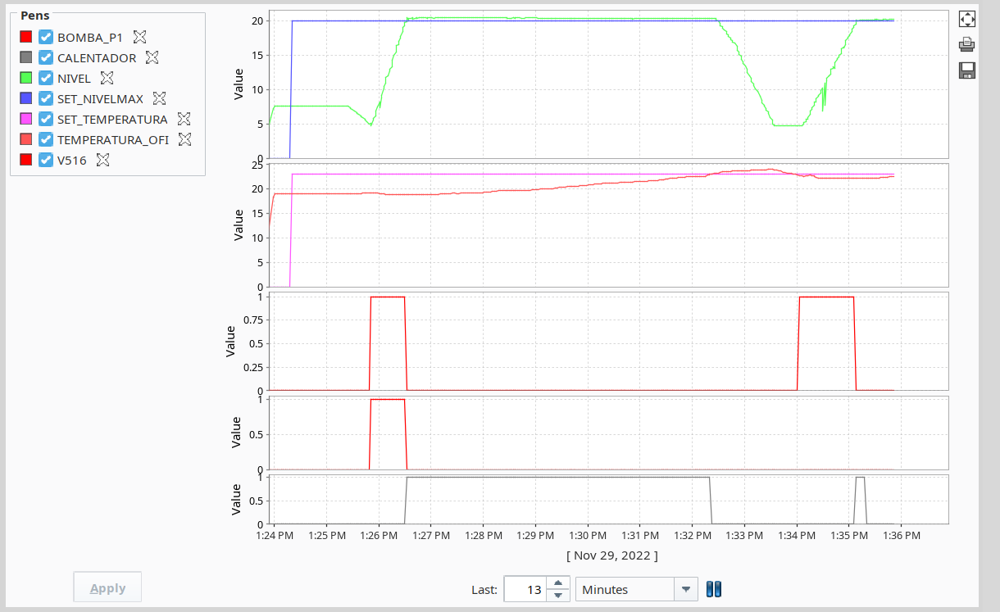 Pens
BOMBA_P1
CALENTADOR
NIVEL
SET_NIVELMAX
SET_TEMPERATURA
TEMPERATURA_OFI
V516
Value
20
15
10
5
0
Value
25
20
15
10
5
0
Value
1
0.75
0.5
0.25
0
Value
1
0.5
0
Value
1
0.5
0
1:24 PM 1:25 PM 1:26 PM 1:27 PM 1:28 PM 1:29 PM 1:30 PM 1:31 PM 1:32 PM 1:33 PM 1:34 PM 1:35 PM 1:36 PM
[ Nov 29, 2022 ]
Apply
Last: 13 Minutes